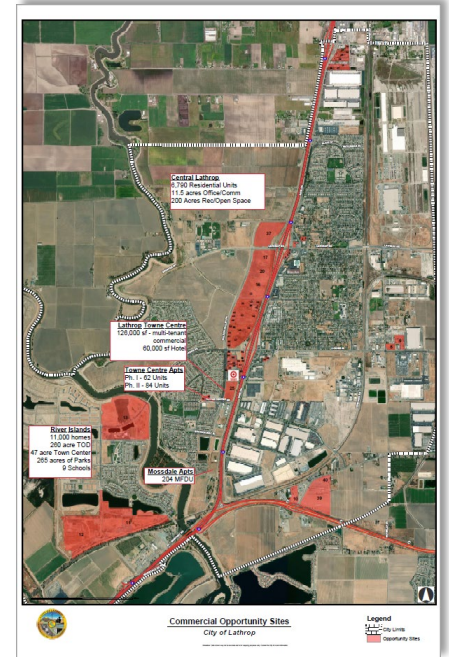 Central Lathrop
6,790 Residential Units
11.5 acres Office/Comm
200 Acres Rec/Open Space
Lathrop Towne Centre
126,000 sf - multi-tenant
commercial
60,000 sf Hotel
Towne Centre Apts
Ph. I - 62 Units
Ph. II - 84 Units
River Islands
11,000 homes
260 acre TOD
47 acre Town Center
265 acres of Parks
9 Schools
Mossdale Apts
204 MFDU
Commercial Opportunity Sites
City of Lathrop
Legend
City Limits
Opportunity Sites